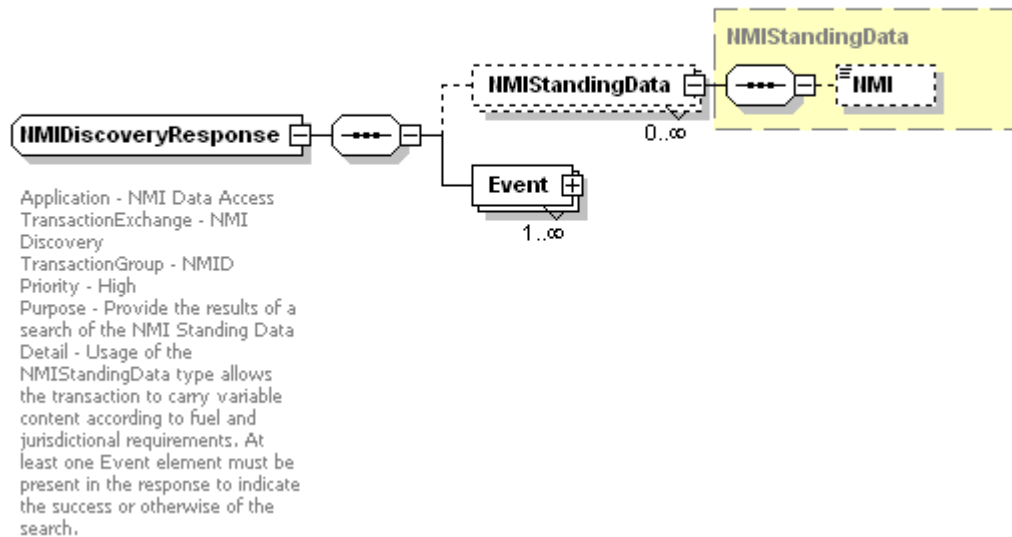 NMIStandingData
NMIStandingData
NMI
0..∞
NMIDiscoveryResponse
Event
1..∞
Application - NMI Data Access
TransactionExchange - NMI
Discovery
TransactionGroup - NMID
Priority - High
Purpose - Provide the results of a
search of the NMI Standing Data
Detail - Usage of the
NMIStandingData type allows
the transaction to carry variable
content according to fuel and
jurisdictional requirements. At
least one Event element must be
present in the response to indicate
the success or otherwise of the
search.